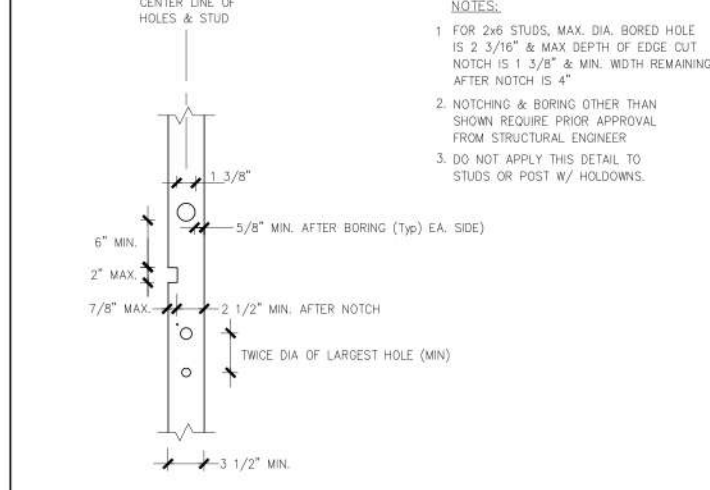 CENTER LINE OF
HOLES & STUD
NOTES:
1 FOR 2x6 STUDS, MAX. DIA. BORED HOLE
IS 2 3/16" & MAX DEPTH OF EDGE CUT
NOTCH IS 1 3/8" & MIN. WIDTH REMAINING
AFTER NOTCH IS 4"
2. NOTCHING & BORING OTHER THAN
SHOWN REQUIRE PRIOR APPROVAL
FROM STRUCTURAL ENGINEER
3. DO NOT APPLY THIS DETAIL TO
STUDS OR POST W/ HOLDOWNS.
1 3/8"
5/8" MIN. AFTER BORING (Typ) EA. SIDE)
6" MIN.
2" MAX.
7/8" MAX.
2 1/2" MIN. AFTER NOTCH
TWICE DIA OF LARGEST HOLE (MIN)
3 1/2" MIN.